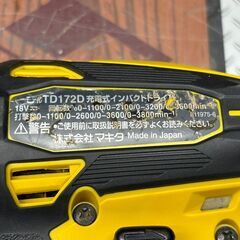 TD172D 充電式インパクトドライ
18V 回転数 0-1100/0-2100/0-3200/0-3600min⁻¹
打撃 0-1100/0-2600/0-3600/0-3800min⁻¹
⚠警告 ご使用前に取扱説明書を必ずよくお読みください。
株式会社マキタ Made in Japan